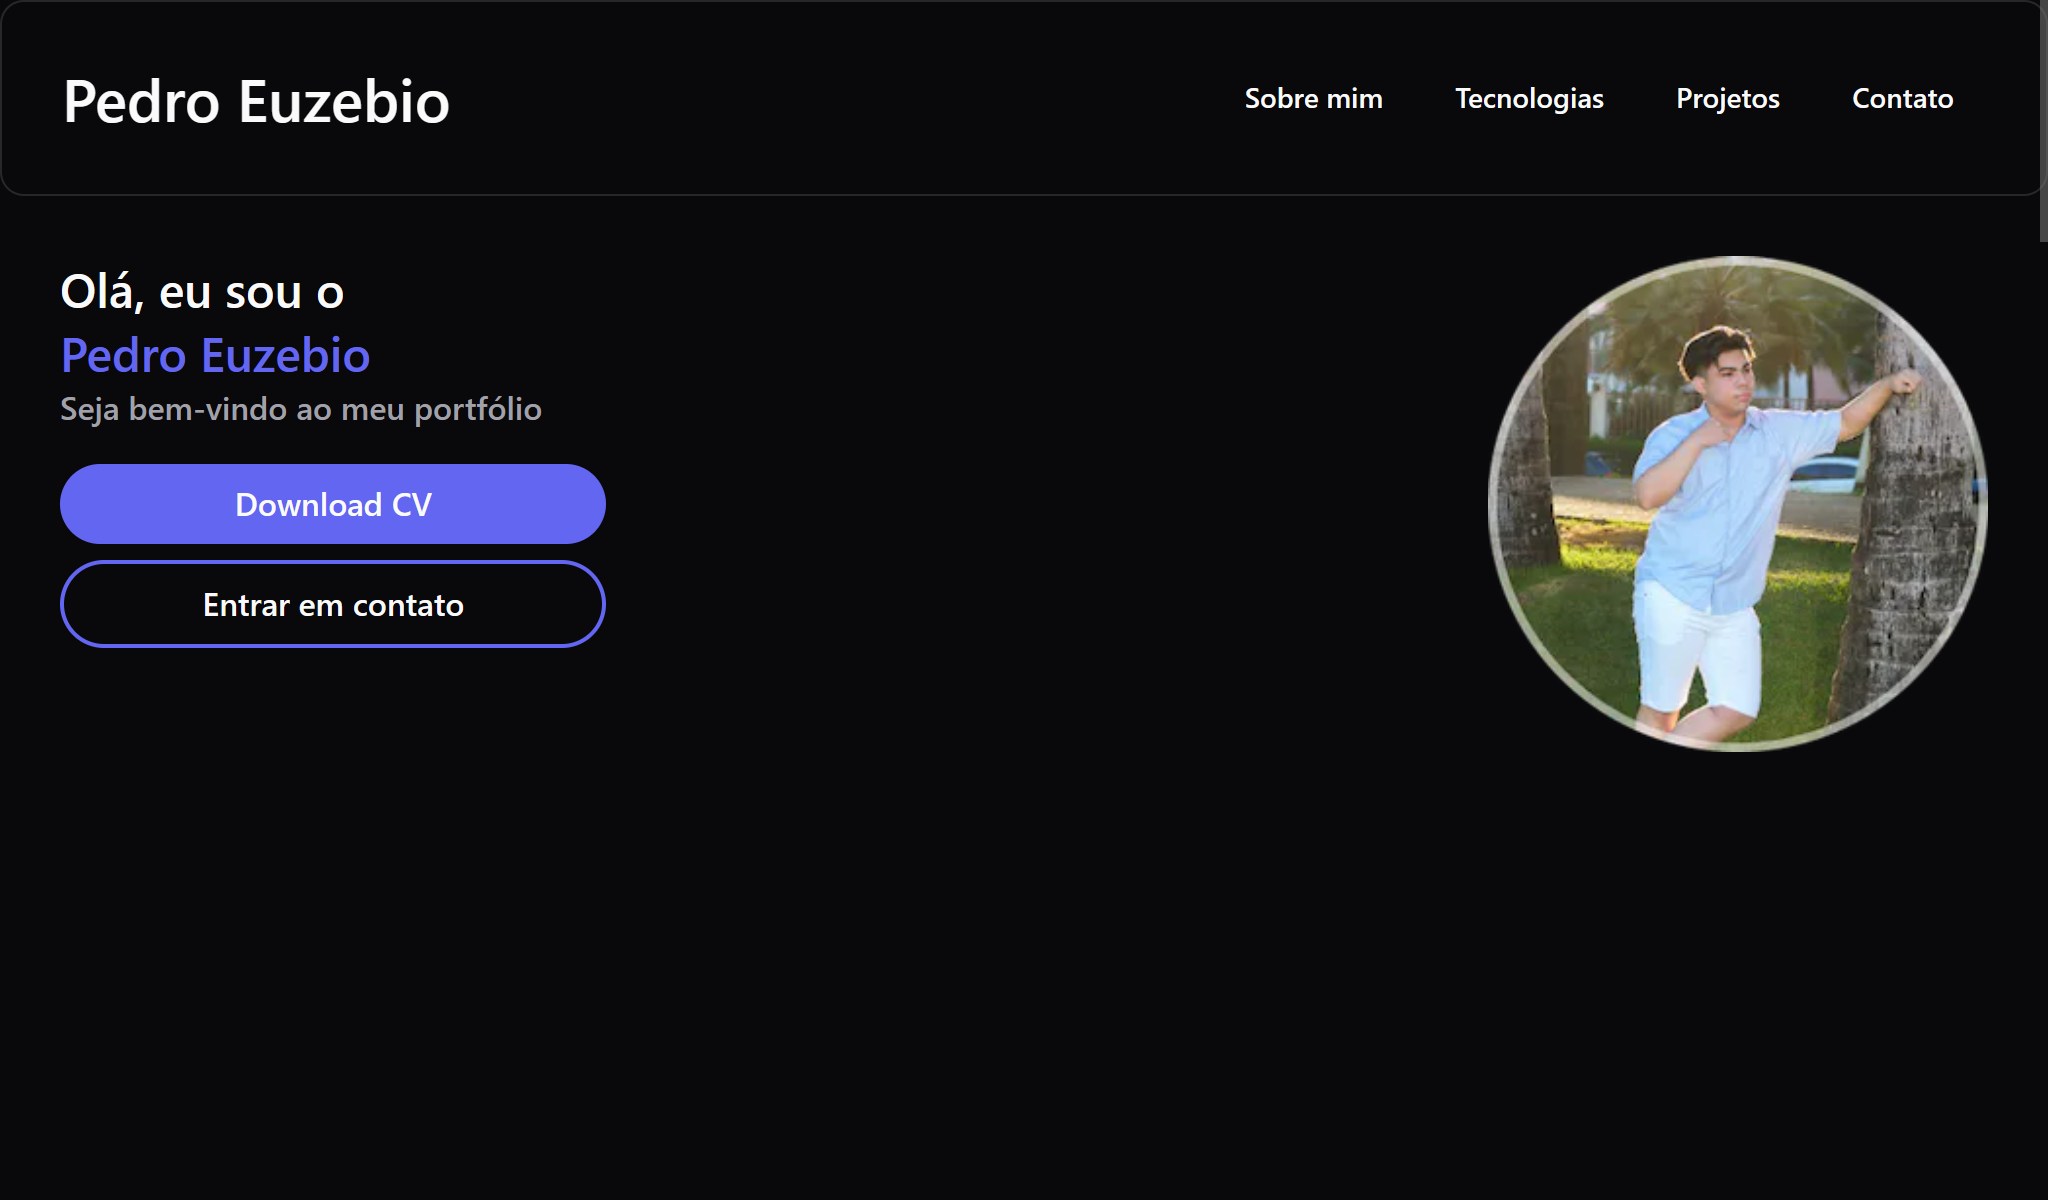 Pedro Euzebio
Sobre mim
Tecnologias
Projetos
Contato
Olá, eu sou o
Pedro Euzebio
Seja bem-vindo ao meu portfólio
Download CV
Entrar em contato